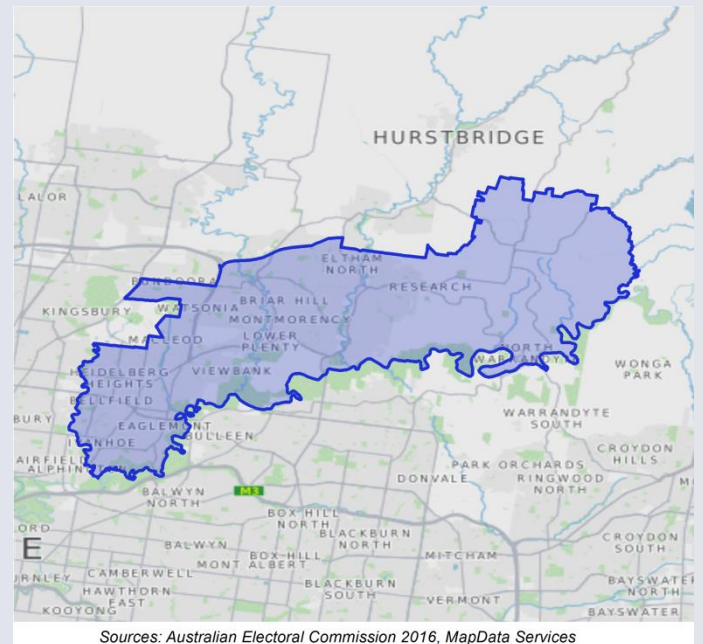 HURSTBRIDGE
LALOR
ELTHAM
NORTH
BUNDOORA
RESEARCH
BRIAR HILL
KINGSBURY
WATSONIA
MONTMORENCY
MACLEOD
LOWER
PLENTY
NORTH
WARRANDYTE
HEIDELBERG
HEIGHTS
VIEWBANK
WONGA
PARK
BELLFIELD
WARRANDYTE
SOUTH
BURY
EAGLEMONT
IVANHOE
BULLEEN
CROYDON
HILLS
AIRFIELD
ALPHINGTON
PARK ORCHARDS
DONVALE
RINGWOOD
NORTH
BALWYN
NORTH
M3
BOX HILL
NORTH
LORD
BLACKBURN
NORTH
CROYDON
SOUTH
E
BALWYN
BOX HILL
MONT ALBERT
MITCHAM
CAMBERWELL
BLACKBURN
SOUTH
VERMONT
BAYSWATER
NORTH
HAWTHORN
EAST
KOOYONG
BAYSWATER
Sources: Australian Electoral Commission 2016, MapData Services